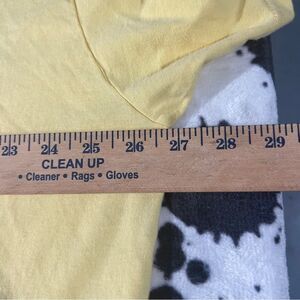 23 24 25 26 27 28 29
CLEAN UP
• Cleaner • Rags • Gloves